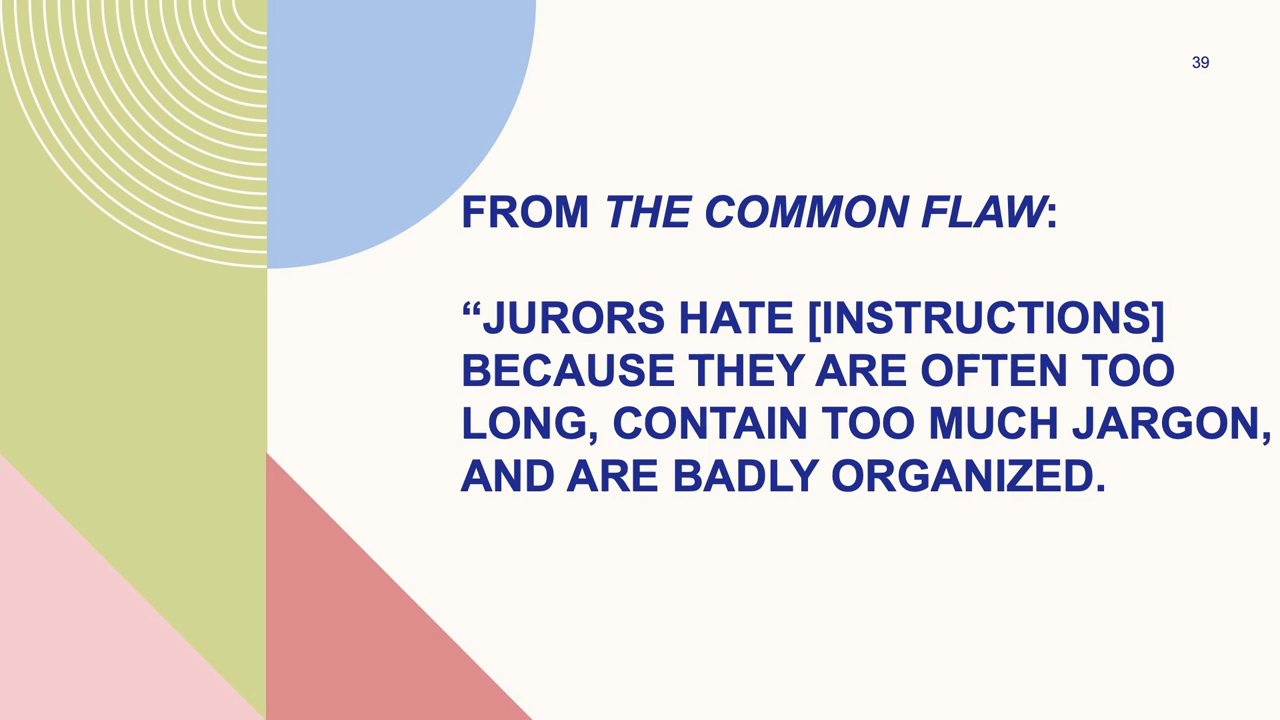 39
FROM THE COMMON FLAW:
“JURORS HATE [INSTRUCTIONS]
BECAUSE THEY ARE OFTEN TOO
LONG, CONTAIN TOO MUCH JARGON,
AND ARE BADLY ORGANIZED.